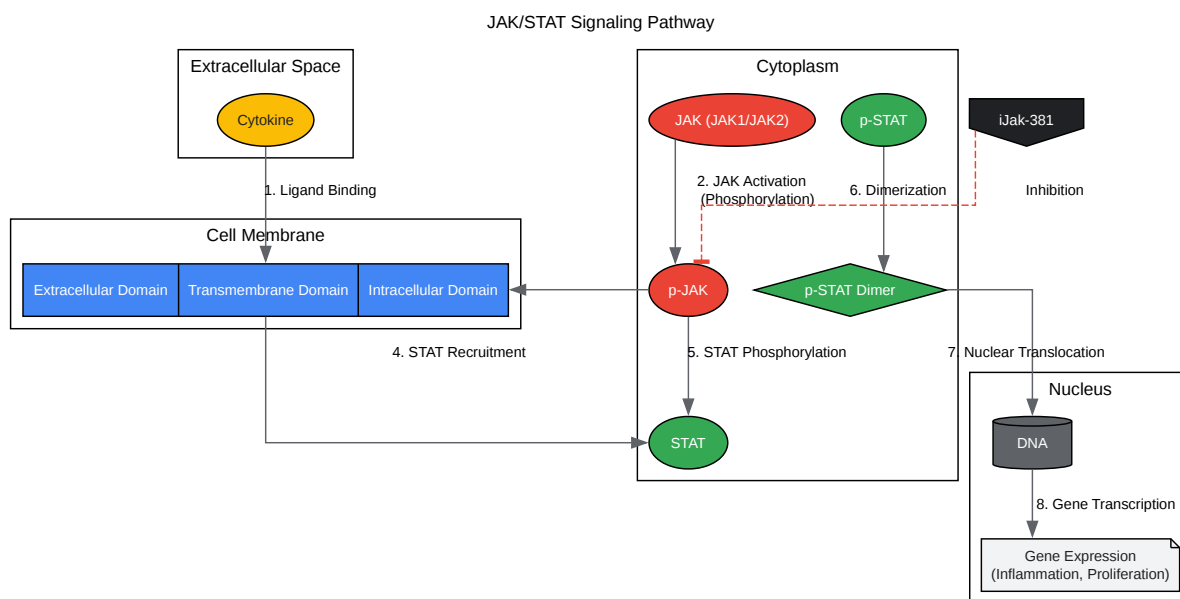 JAK/STAT Signaling Pathway
Extracellular Space
Cytokine
1. Ligand Binding
Cell Membrane
Extracellular Domain
Transmembrane Domain
Intracellular Domain
4. STAT Recruitment
Cytoplasm
JAK (JAK1/JAK2)
p-STAT
2. JAK Activation
(Phosphorylation)
6. Dimerization
p-JAK
p-STAT Dimer
5. STAT Phosphorylation
STAT
iJak-381
Inhibition
7. Nuclear Translocation
Nucleus
DNA
8. Gene Transcription
Gene Expression
(Inflammation, Proliferation)